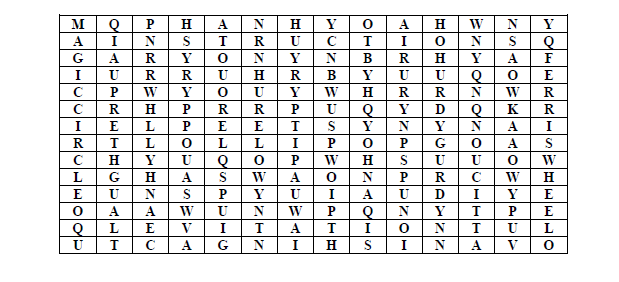 M Q P H A N H Y O A H W N Y
A I N S T R U C T I O N S Q
G A R Y O N Y N B R H Y A F
I U R R U H R B Y U U Q O E
C P W Y O U Y W H R R N W R
C R H P R R P U Q Y D Q K R
I E L P E E T S Y N Y N A I
R T L O L L I P O P G O A S
C H Y U Q O P W H S U U O W
L G H A S W A O N P R C W H
E U N S P Y U I A U D I Y E
O A A W U N W P Q N Y T P E
Q L E V I T A T I O N T U L
U T C A G N I H S I N A V O